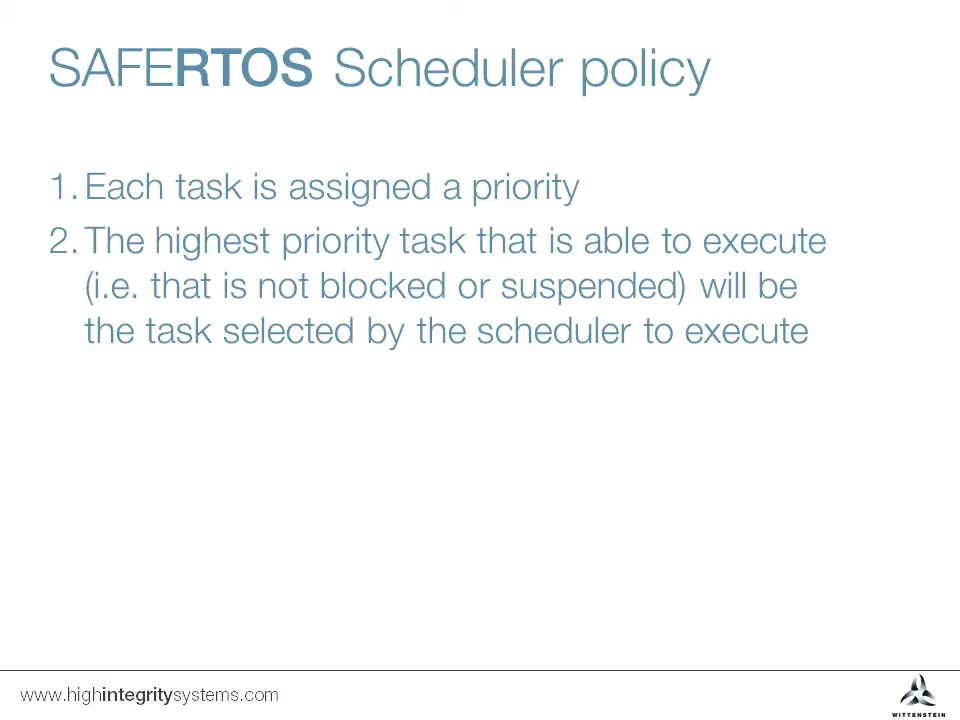 SAFERTOS Scheduler policy
1. Each task is assigned a priority
2. The highest priority task that is able to execute
(i.e. that is not blocked or suspended) will be
the task selected by the scheduler to execute
www.highintegritysystems.com
WITTENSTEIN